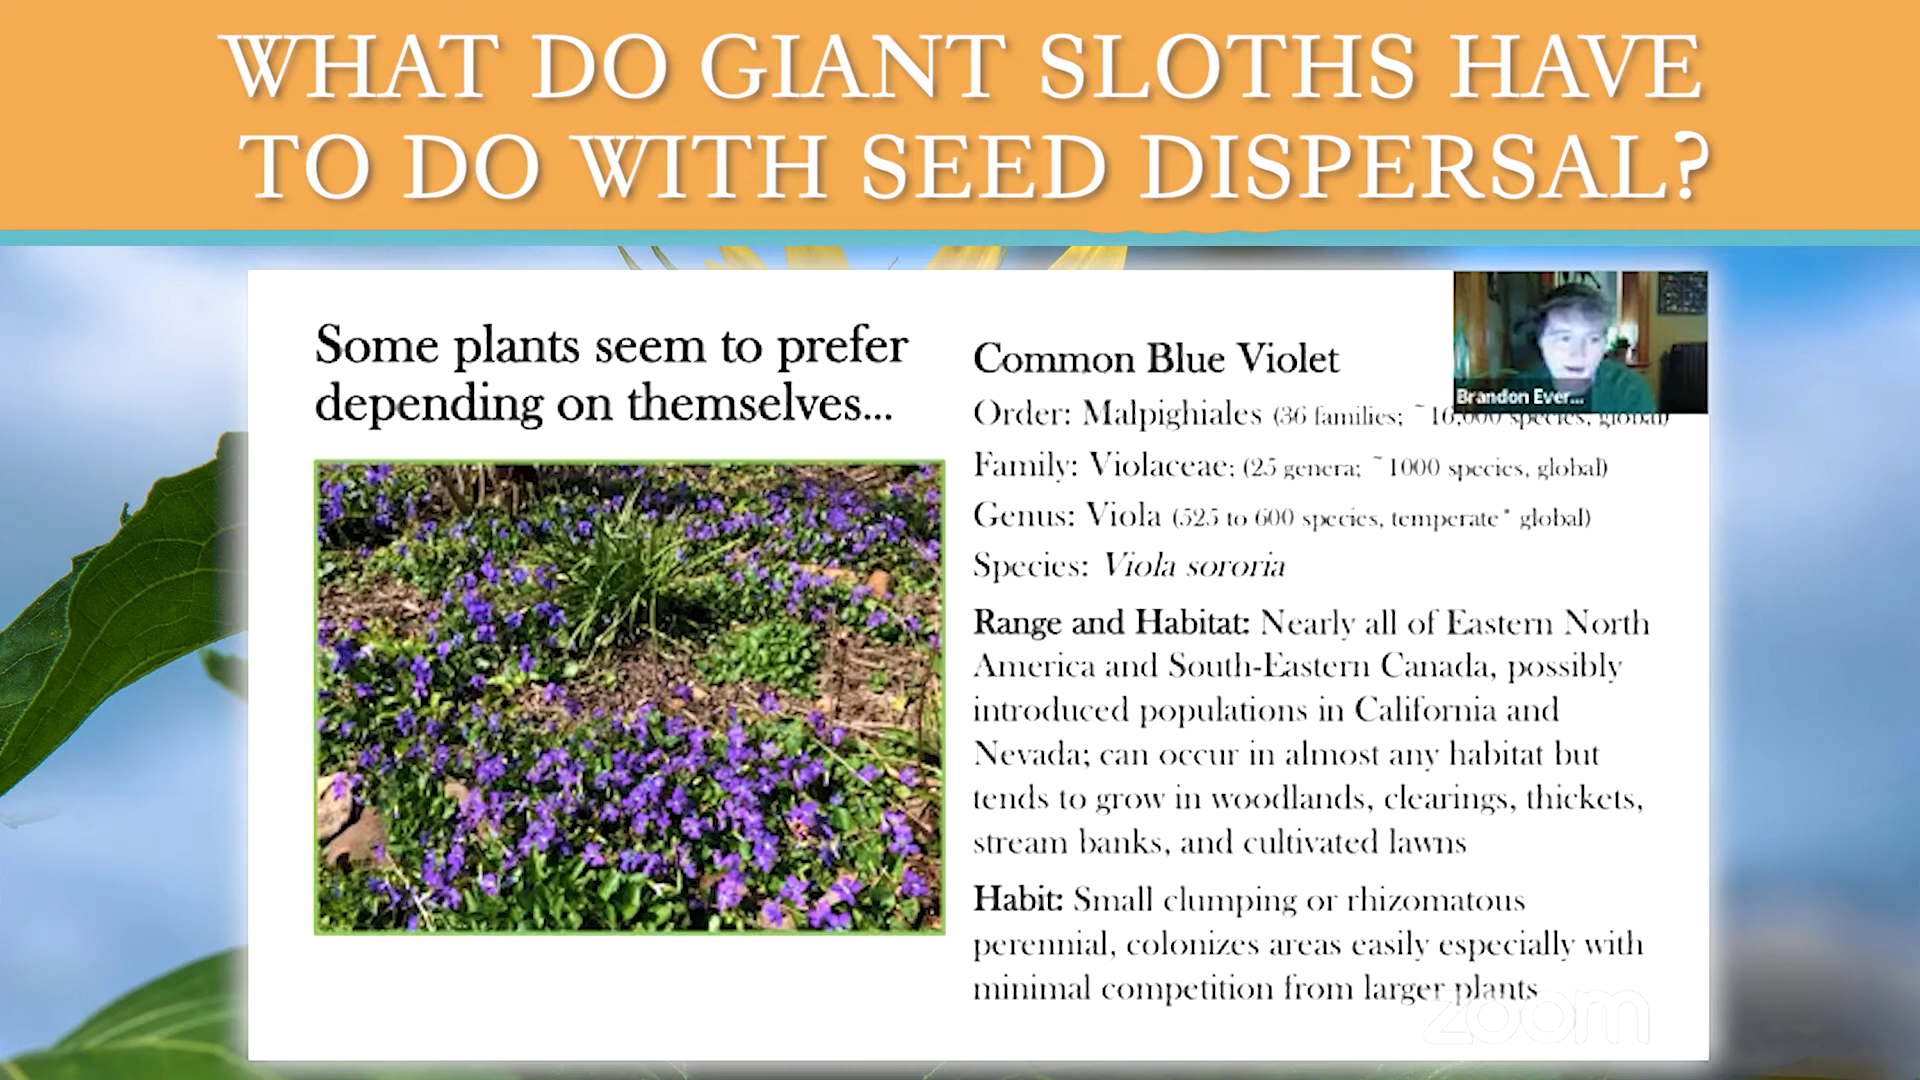 WHAT DO GIANT SLOTHS HAVE
TO DO WITH SEED DISPERSAL?
Some plants seem to prefer
depending on themselves...
Common Blue Violet
Brandon Ever...
Order: Malpighiales (36 families; ~16,000 species, global)
Family: Violaceae: (25 genera; ~1000 species, global)
Genus: Viola (525 to 600 species, temperate* global)
Species: Viola sororia
Range and Habitat: Nearly all of Eastern North
America and South-Eastern Canada, possibly
introduced populations in California and
Nevada; can occur in almost any habitat but
tends to grow in woodlands, clearings, thickets,
stream banks, and cultivated lawns
Habit: Small clumping or rhizomatous
perennial, colonizes areas easily especially with
minimal competition from larger plants
zoom